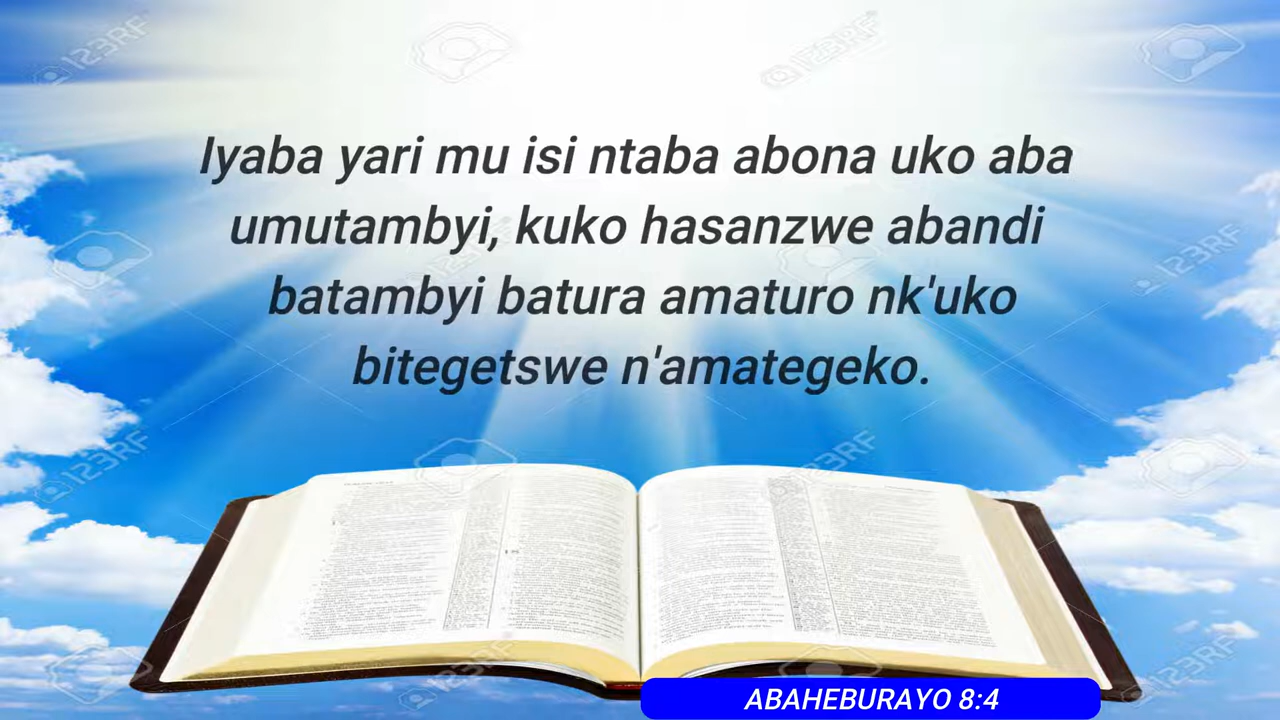 Iyaba yari mu isi ntaba abona uko aba
umutambyi, kuko hasanzwe abandi
batambyi batura amaturo nk'uko
bitegetswe n'amategeko.
ABAHEBURAYO 8:4